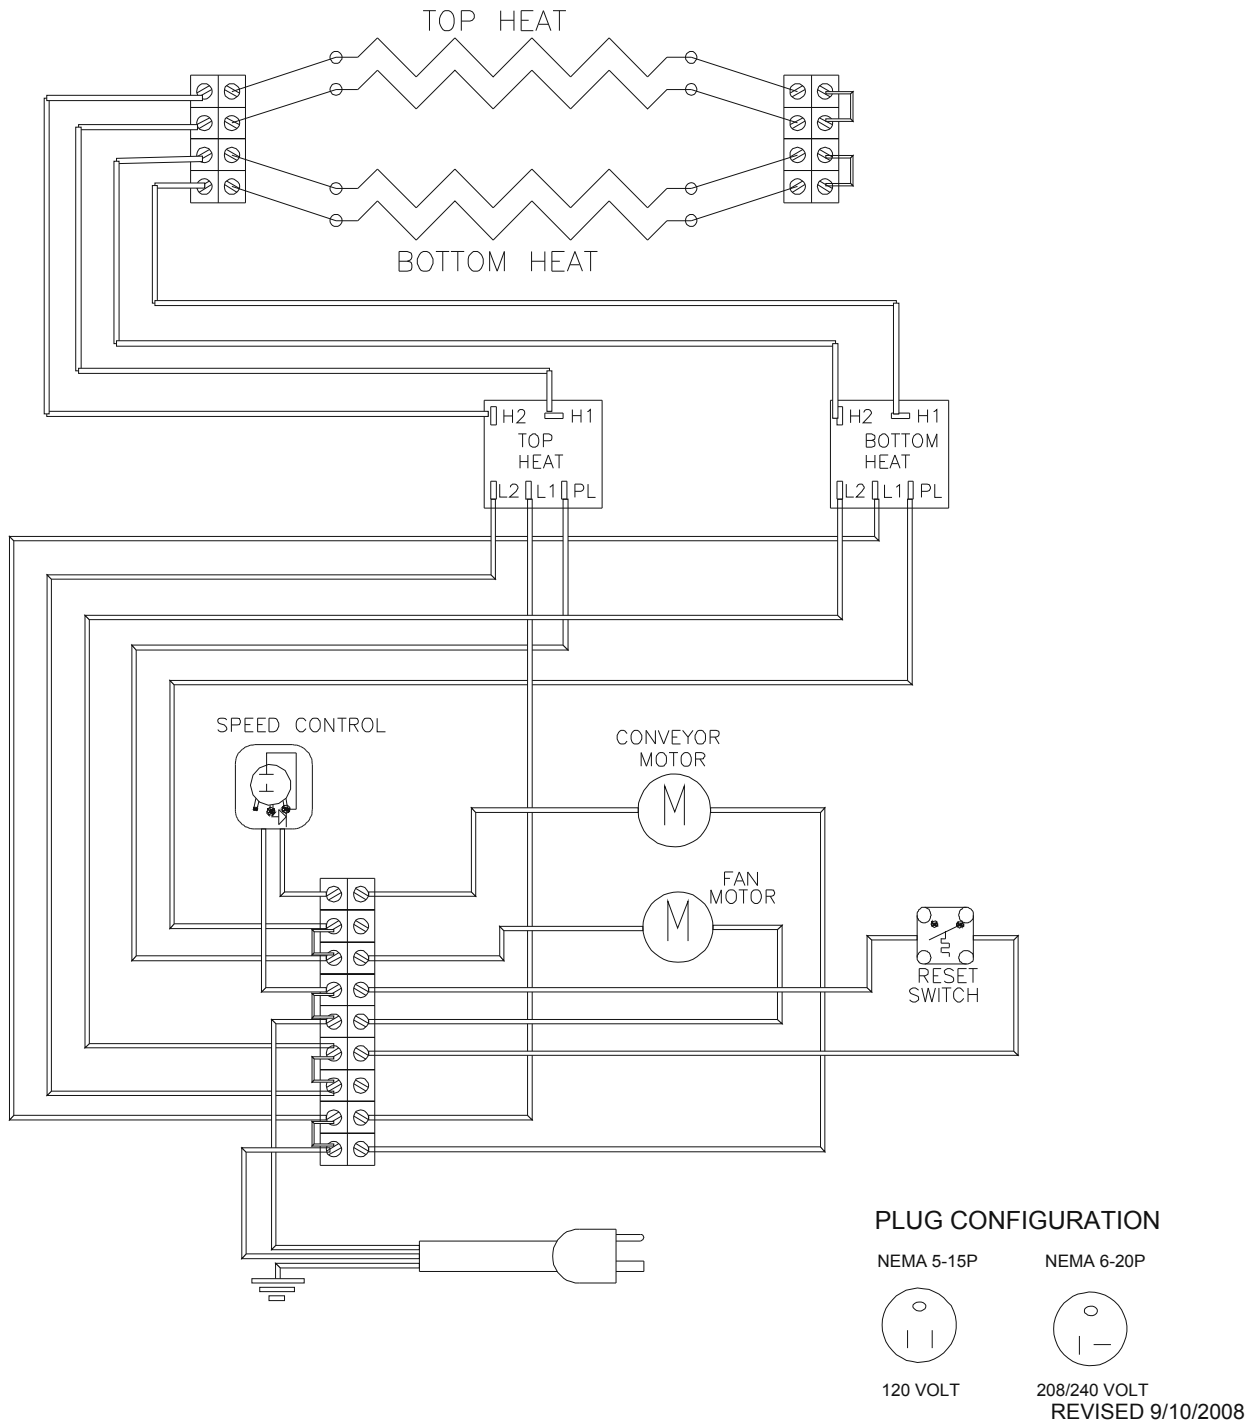 TOP HEAT
BOTTOM HEAT
H2 H1
TOP
HEAT
L2 L1 PL
H2 H1
BOTTOM
HEAT
L2 L1 PL
SPEED CONTROL
CONVEYOR
MOTOR
M
FAN
MOTOR
M
RESET
SWITCH
PLUG CONFIGURATION
NEMA 5-15P NEMA 6-20P
120 VOLT 208/240 VOLT
REVISED 9/10/2008